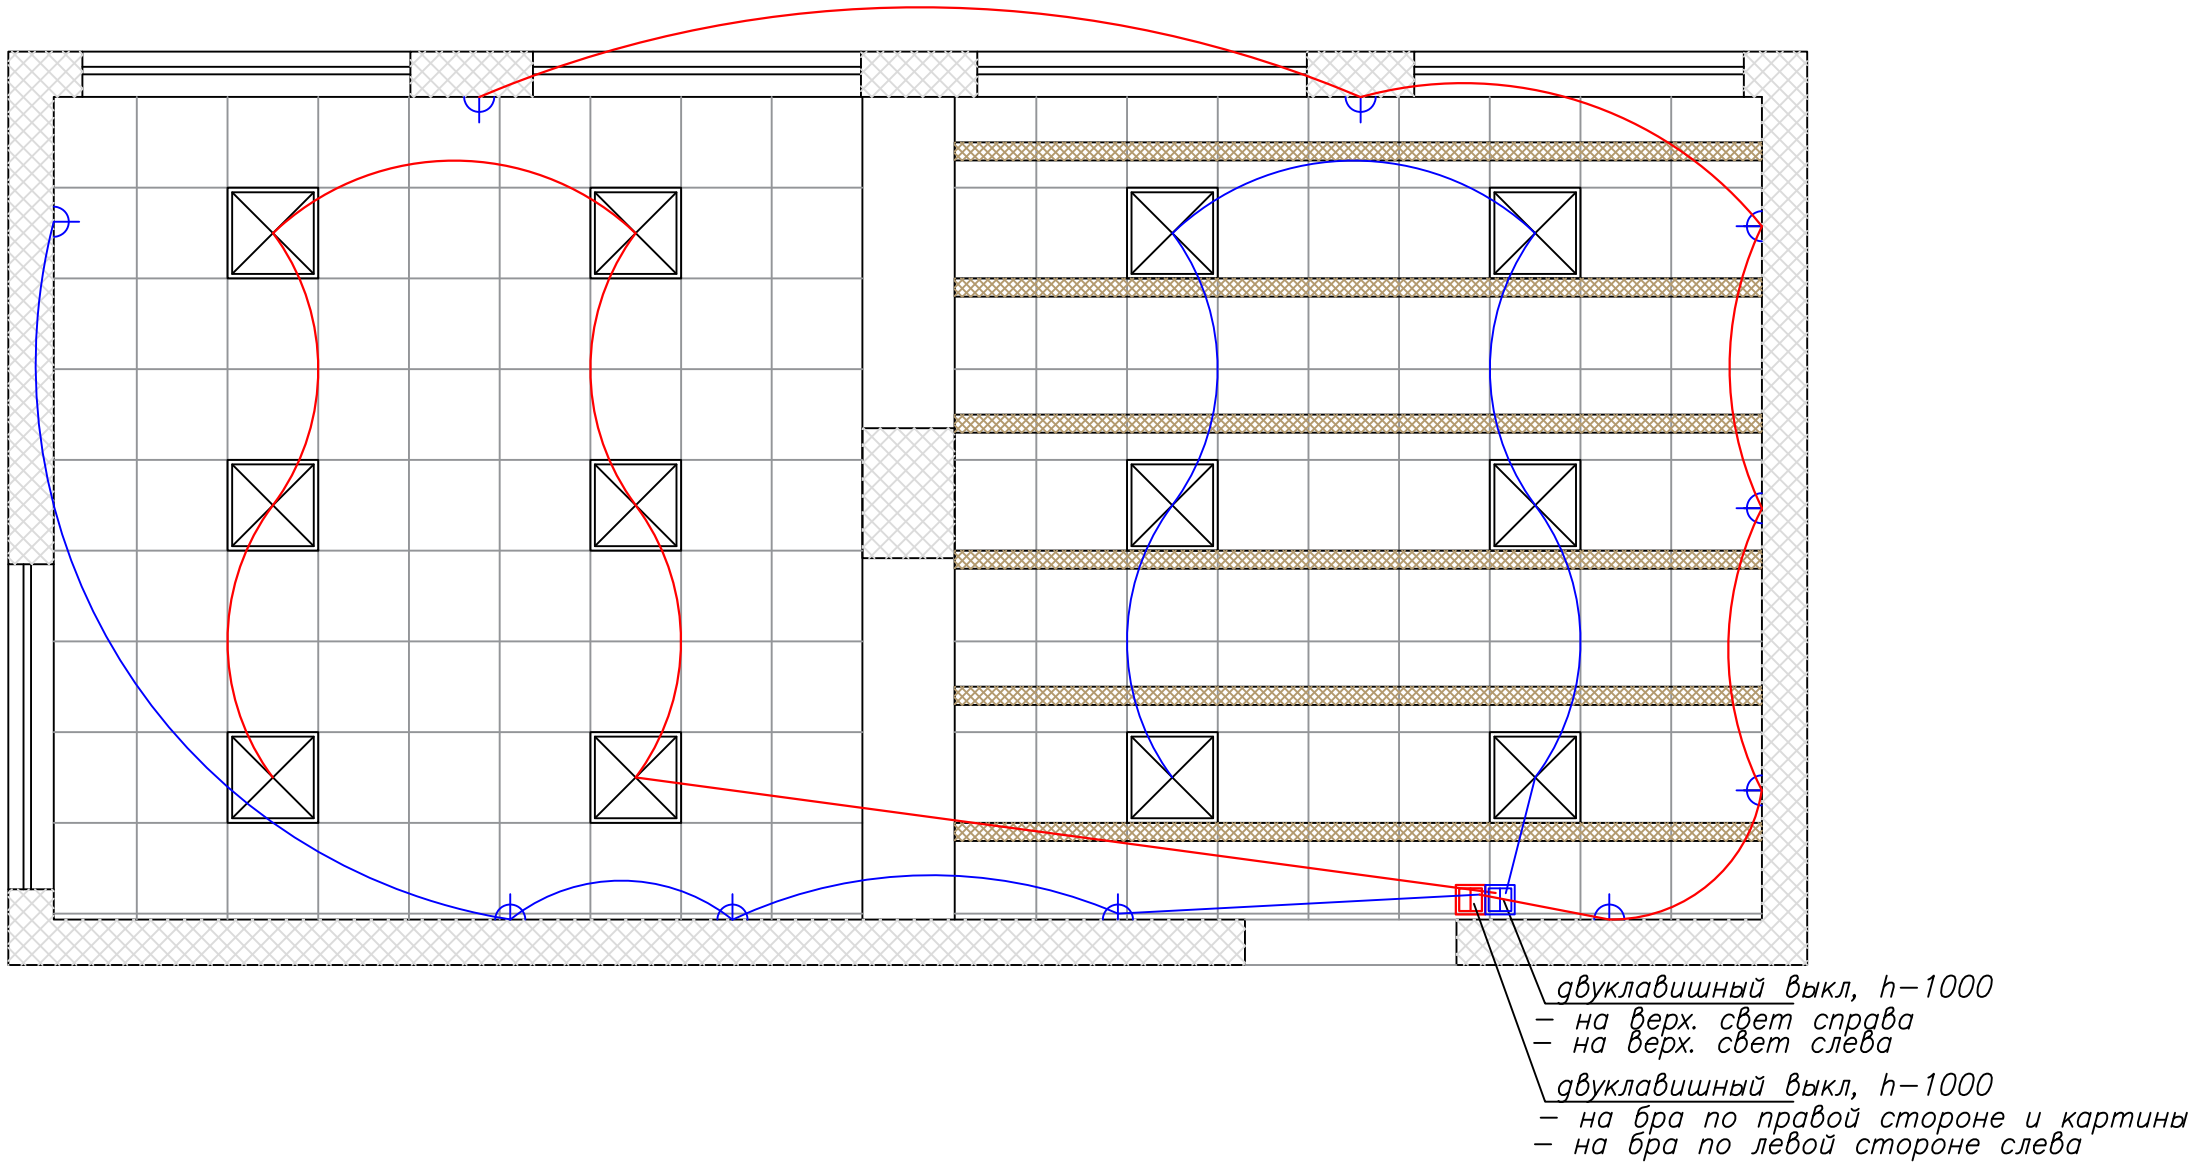 двуклавишный выкл, h-1000
- на верх. свет справа
- на верх. свет слева
двуклавишный выкл, h-1000
- на бра по правой стороне и картины
- на бра по левой стороне слева